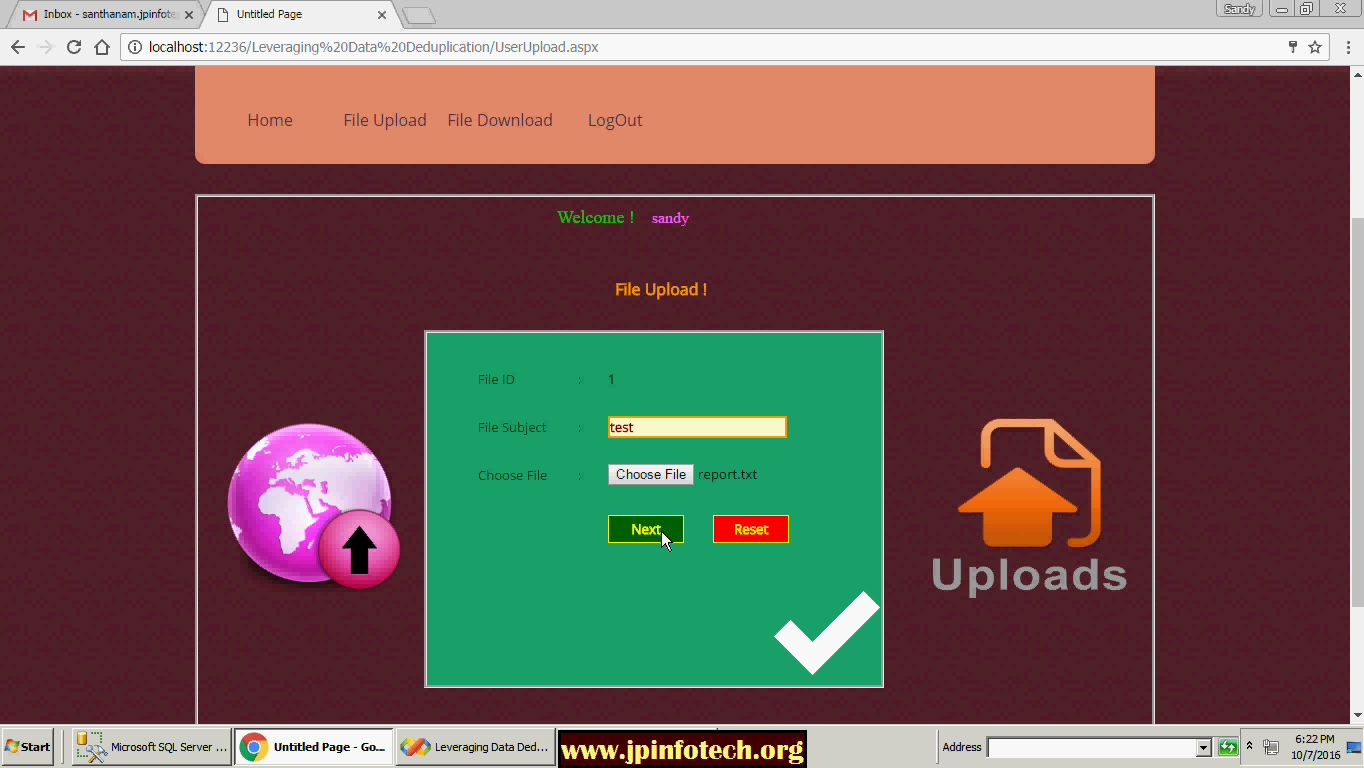 Inbox - santhanam.jpinfote
Untitled Page
Sandy
localhost:12236/Leveraging%20Data%20Deduplication/UserUpload.aspx
Home File Upload File Download LogOut
Welcome ! sandy
File Upload !
File ID : 1
File Subject : test
Choose File : Choose File report.txt
Next Reset
Uploads
Start Microsoft SQL Server ... Untitled Page - Go... Leveraging Data Ded... www.jpinfotech.org Address 6:22 PM
10/7/2016